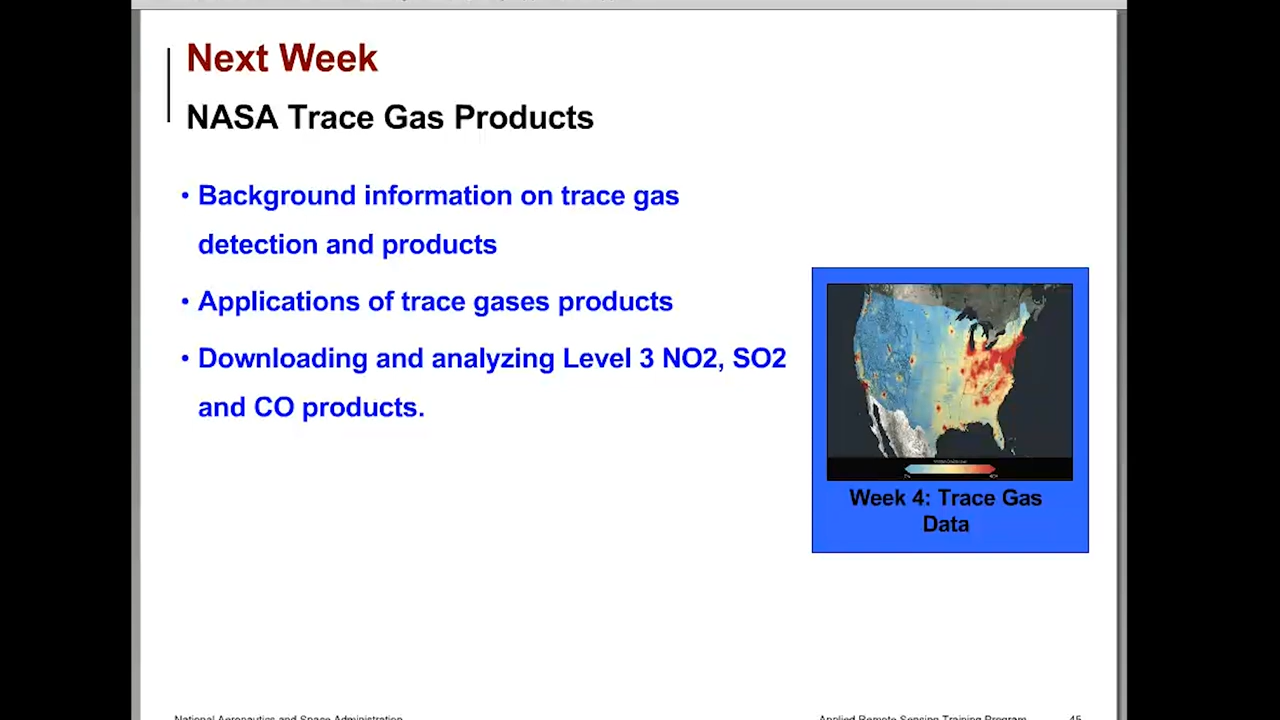 Next Week
NASA Trace Gas Products
• Background information on trace gas
detection and products
• Applications of trace gases products
• Downloading and analyzing Level 3 NO2, SO2
and CO products.
Week 4: Trace Gas
Data
National Aeronautics and Space Administration
Applied Remote Sensing Training Program
45